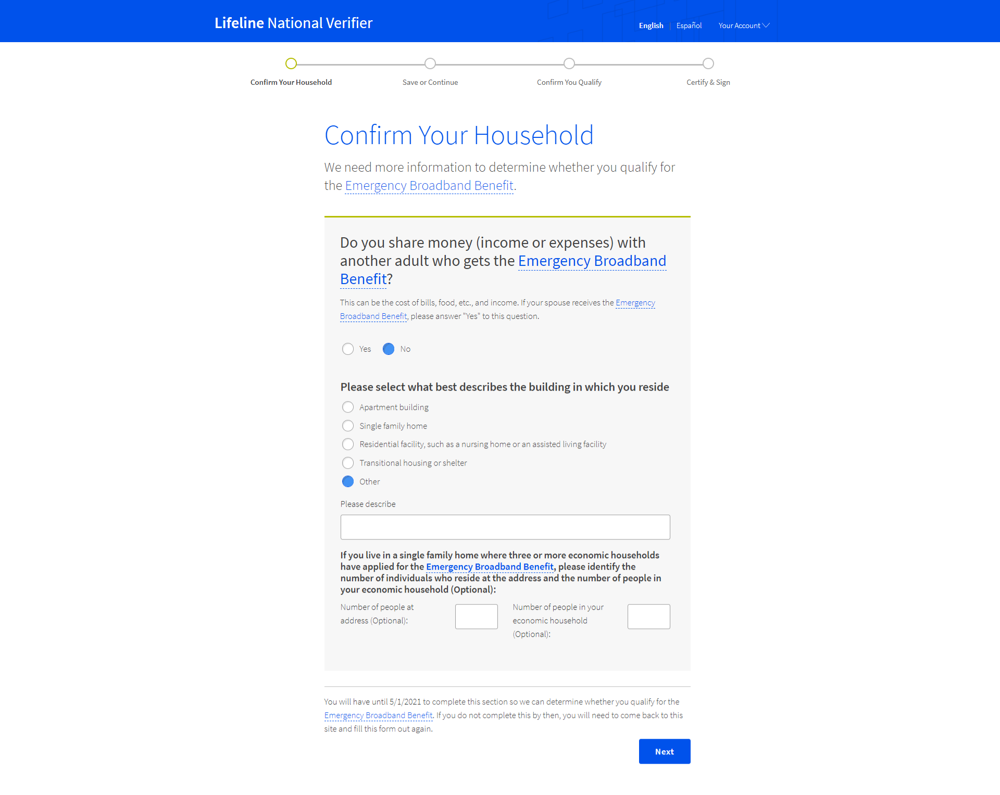 Lifeline National Verifier
English | Español Your Account
Confirm Your Household
Save or Continue
Confirm You Qualify
Certify & Sign
Confirm Your Household
We need more information to determine whether you qualify for
the Emergency Broadband Benefit.
Do you share money (income or expenses) with
another adult who gets the Emergency Broadband
Benefit?
This can be the cost of bills, food, etc., and income. If your spouse receives the Emergency
Broadband Benefit, please answer "Yes" to this question.
Yes No
Please select what best describes the building in which you reside
Apartment building
Single family home
Residential facility, such as a nursing home or an assisted living facility
Transitional housing or shelter
Other
Please describe
If you live in a single family home where three or more economic households
have applied for the Emergency Broadband Benefit, please identify the
number of individuals who reside at the address and the number of people in
your economic household (Optional):
Number of people at
address (Optional):
Number of people in your
economic household
(Optional):
You will have until 5/1/2021 to complete this section so we can determine whether you qualify for the
Emergency Broadband Benefit. If you do not complete this by then, you will need to come back to this
site and fill this form out again.
Next